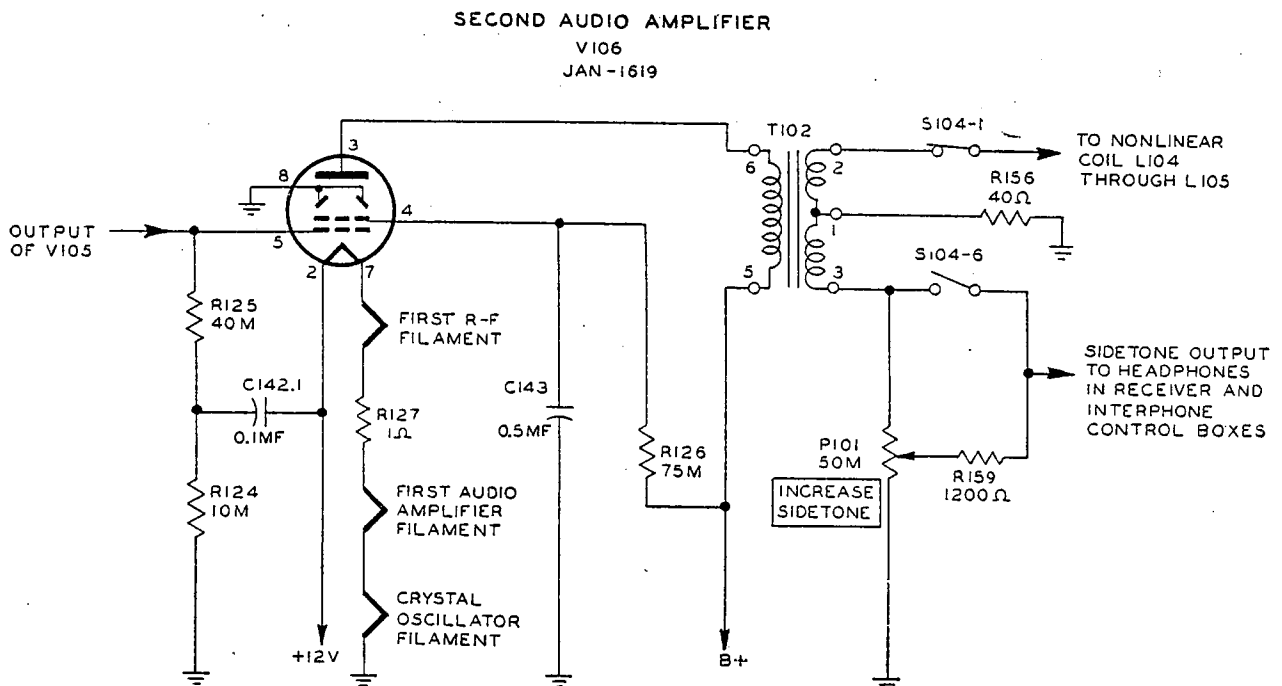 SECOND AUDIO AMPLIFIER
V106
JAN-1619
3
8
4
5
2
7
OUTPUT
OF V105
R125
40M
C142.1
0.1MF
R124
10M
+12V
FIRST R-F
FILAMENT
R127
1Ω
FIRST AUDIO
AMPLIFIER
FILAMENT
CRYSTAL
OSCILLATOR
FILAMENT
C143
0.5MF
R126
75M
B+
T102
6
5
2
1
3
S104-1
TO NONLINEAR
COIL L104
THROUGH L105
R156
40Ω
S104-6
SIDETONE OUTPUT
TO HEADPHONES
IN RECEIVER AND
INTERPHONE
CONTROL BOXES
P101
50M
INCREASE
SIDETONE
R159
1200Ω